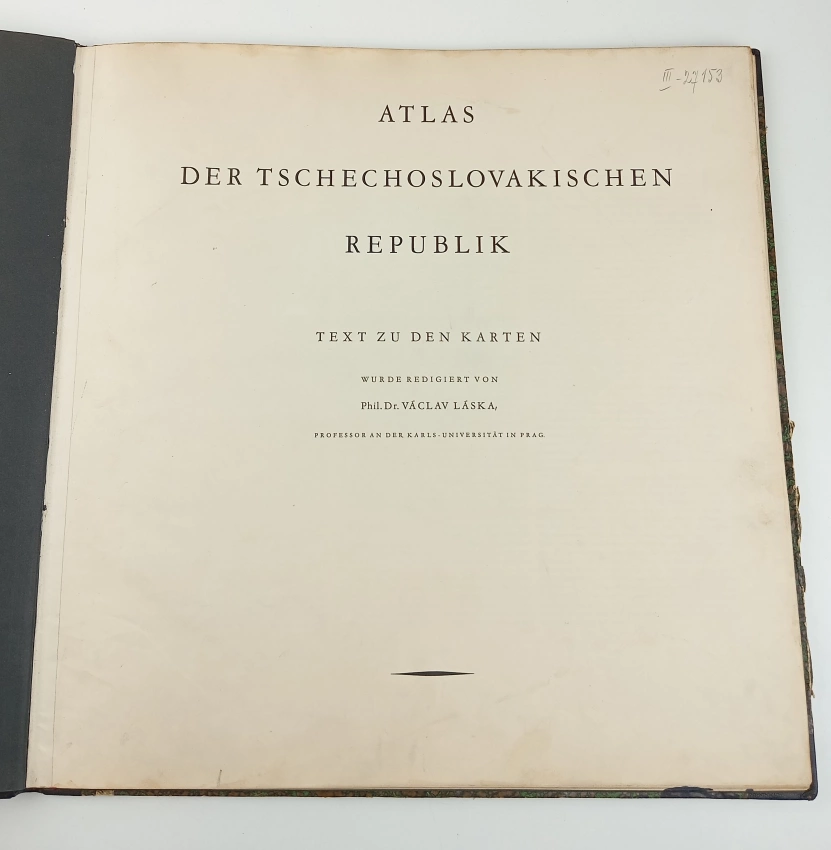 III-27153
ATLAS
DER TSCHECHOSLOVAKISCHEN
REPUBLIK
TEXT ZU DEN KARTEN
WURDE REDIGIERT VON
Phil. Dr. VÁCLAV LÁSKA,
PROFESSOR AN DER KARLS-UNIVERSITÄT IN PRAG.